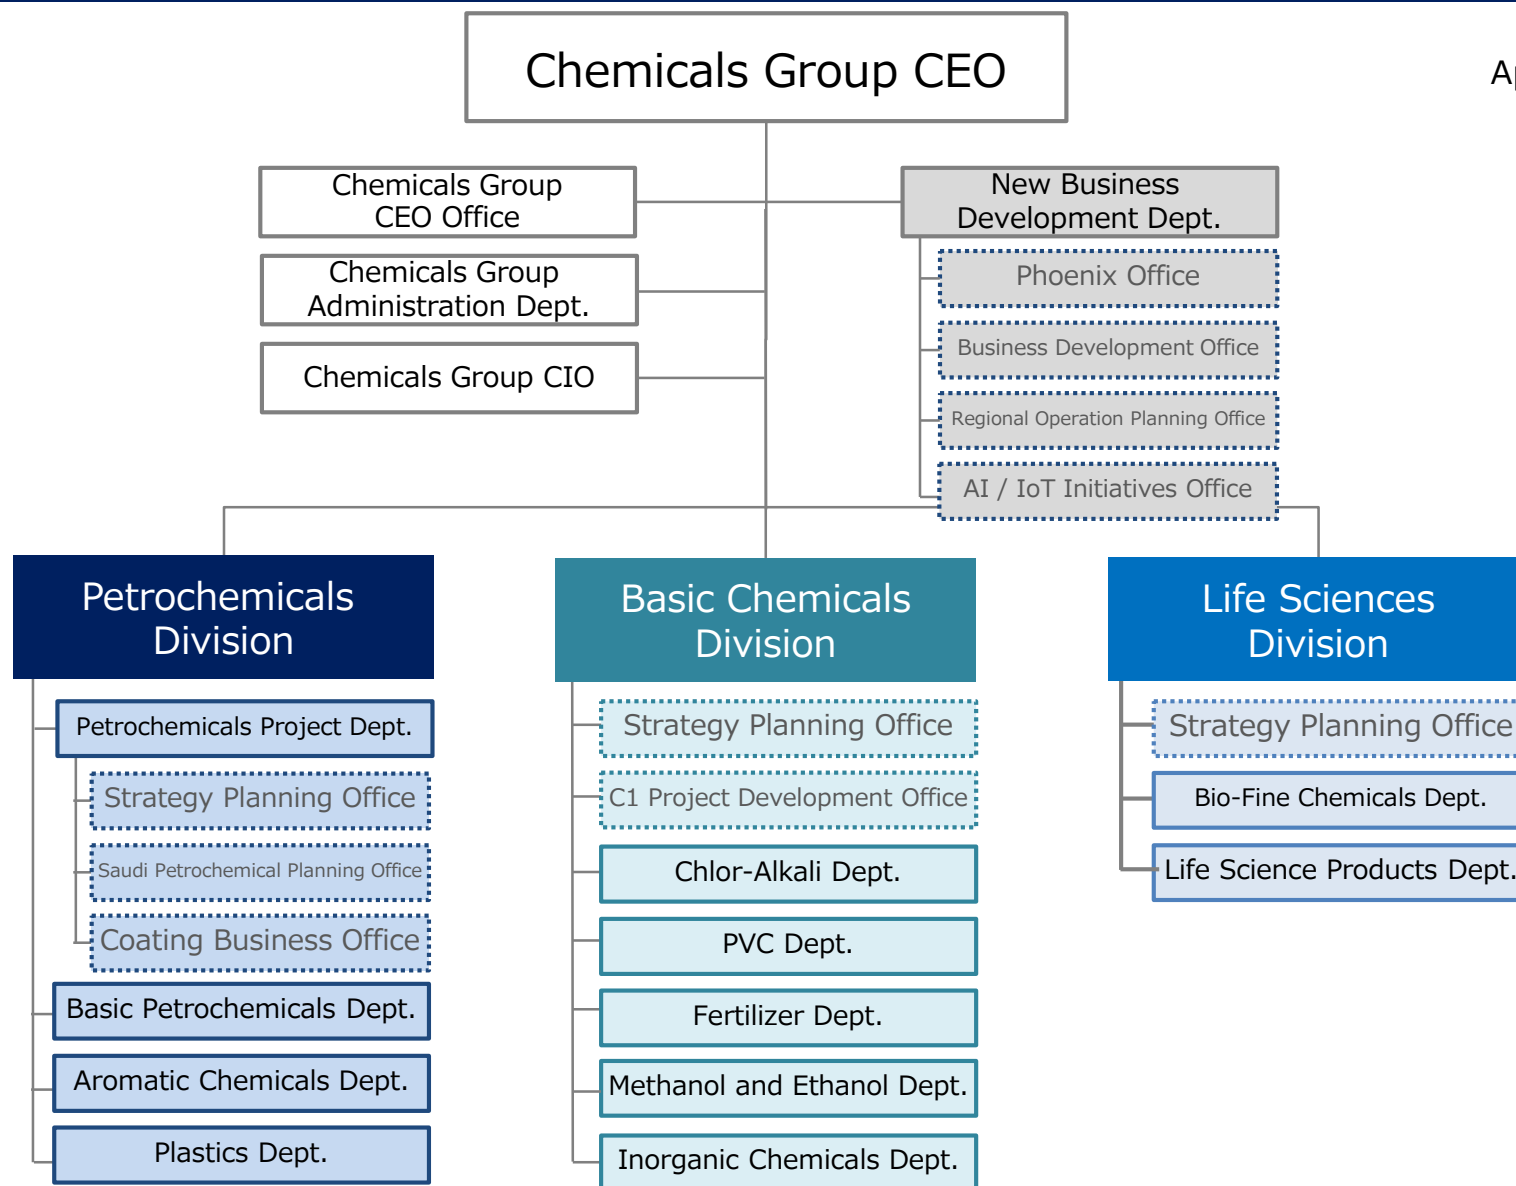 Chemicals Group CEO
Chemicals Group
CEO Office
New Business
Development Dept.
Chemicals Group
Administration Dept.
Chemicals Group CIO
Phoenix Office
Business Development Office
Regional Operation Planning Office
AI / IoT Initiatives Office
Petrochemicals
Division
Petrochemicals Project Dept.
Strategy Planning Office
Saudi Petrochemical Planning Office
Coating Business Office
Basic Petrochemicals Dept.
Aromatic Chemicals Dept.
Plastics Dept.
Basic Chemicals
Division
Strategy Planning Office
C1 Project Development Office
Chlor-Alkali Dept.
PVC Dept.
Fertilizer Dept.
Methanol and Ethanol Dept.
Inorganic Chemicals Dept.
Life Sciences
Division
Strategy Planning Office
Bio-Fine Chemicals Dept.
Life Science Products Dept.